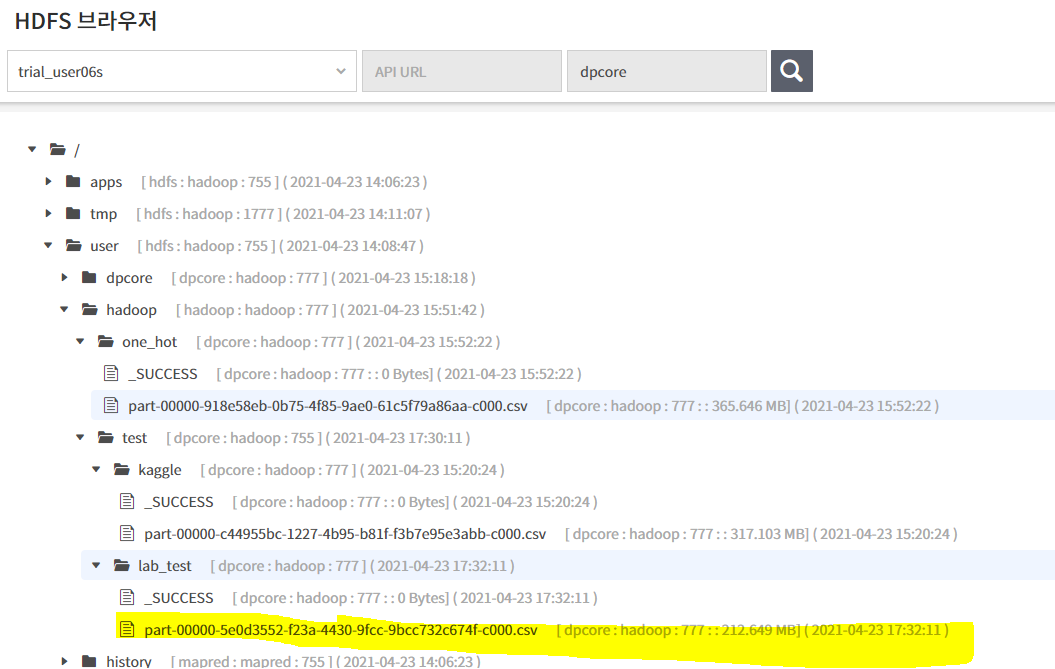 HDFS 브라우저
trial_user06s API URL dpcore
/
apps [ hdfs : hadoop : 755 ] ( 2021-04-23 14:06:23 )
tmp [ hdfs : hadoop : 1777 ] ( 2021-04-23 14:11:07 )
user [ hdfs : hadoop : 755 ] ( 2021-04-23 14:08:47 )
dpcore [ dpcore : hadoop : 777 ] ( 2021-04-23 15:18:18 )
hadoop [ hadoop : hadoop : 777 ] ( 2021-04-23 15:51:42 )
one_hot [ dpcore : hadoop : 777 ] ( 2021-04-23 15:52:22 )
_SUCCESS [ dpcore : hadoop : 777 : : 0 Bytes] ( 2021-04-23 15:52:22 )
part-00000-918e58eb-0b75-4f85-9ae0-61c5f79a86aa-c000.csv [ dpcore : hadoop : 777 : : 365.646 MB] ( 2021-04-23 15:52:22 )
test [ dpcore : hadoop : 755 ] ( 2021-04-23 17:30:11 )
kaggle [ dpcore : hadoop : 777 ] ( 2021-04-23 15:20:24 )
_SUCCESS [ dpcore : hadoop : 777 : : 0 Bytes] ( 2021-04-23 15:20:24 )
part-00000-c44955bc-1227-4b95-b81f-f3b7e95e3abb-c000.csv [ dpcore : hadoop : 777 : : 317.103 MB] ( 2021-04-23 15:20:24 )
lab_test [ dpcore : hadoop : 777 ] ( 2021-04-23 17:32:11 )
_SUCCESS [ dpcore : hadoop : 777 : : 0 Bytes] ( 2021-04-23 17:32:11 )
part-00000-5e0d3552-f23a-4430-9fcc-9bcc732c674f-c000.csv [ dpcore : hadoop : 777 : : 212.649 MB] ( 2021-04-23 17:32:11 )
history [ mapred : mapred : 755 ] ( 2021-04-23 14:06:23 )